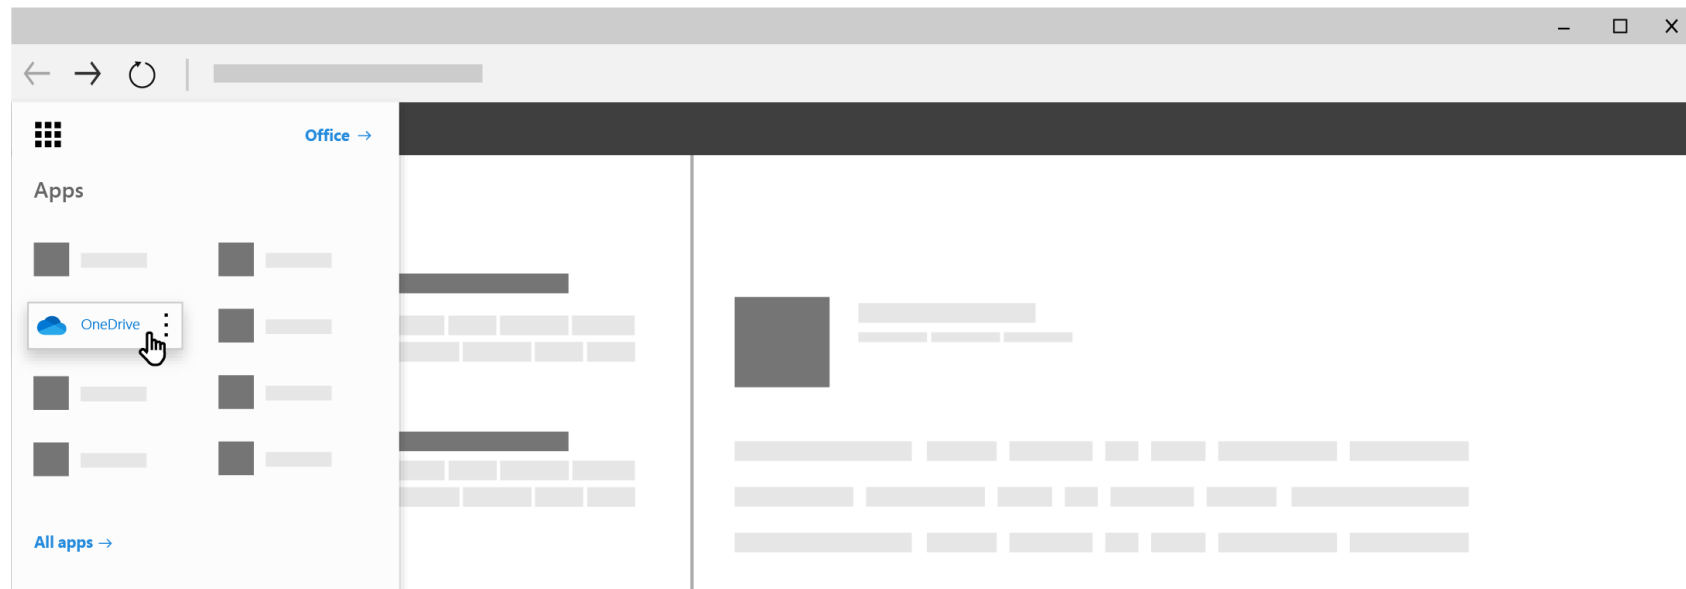 Office →
Apps
OneDrive
All apps →